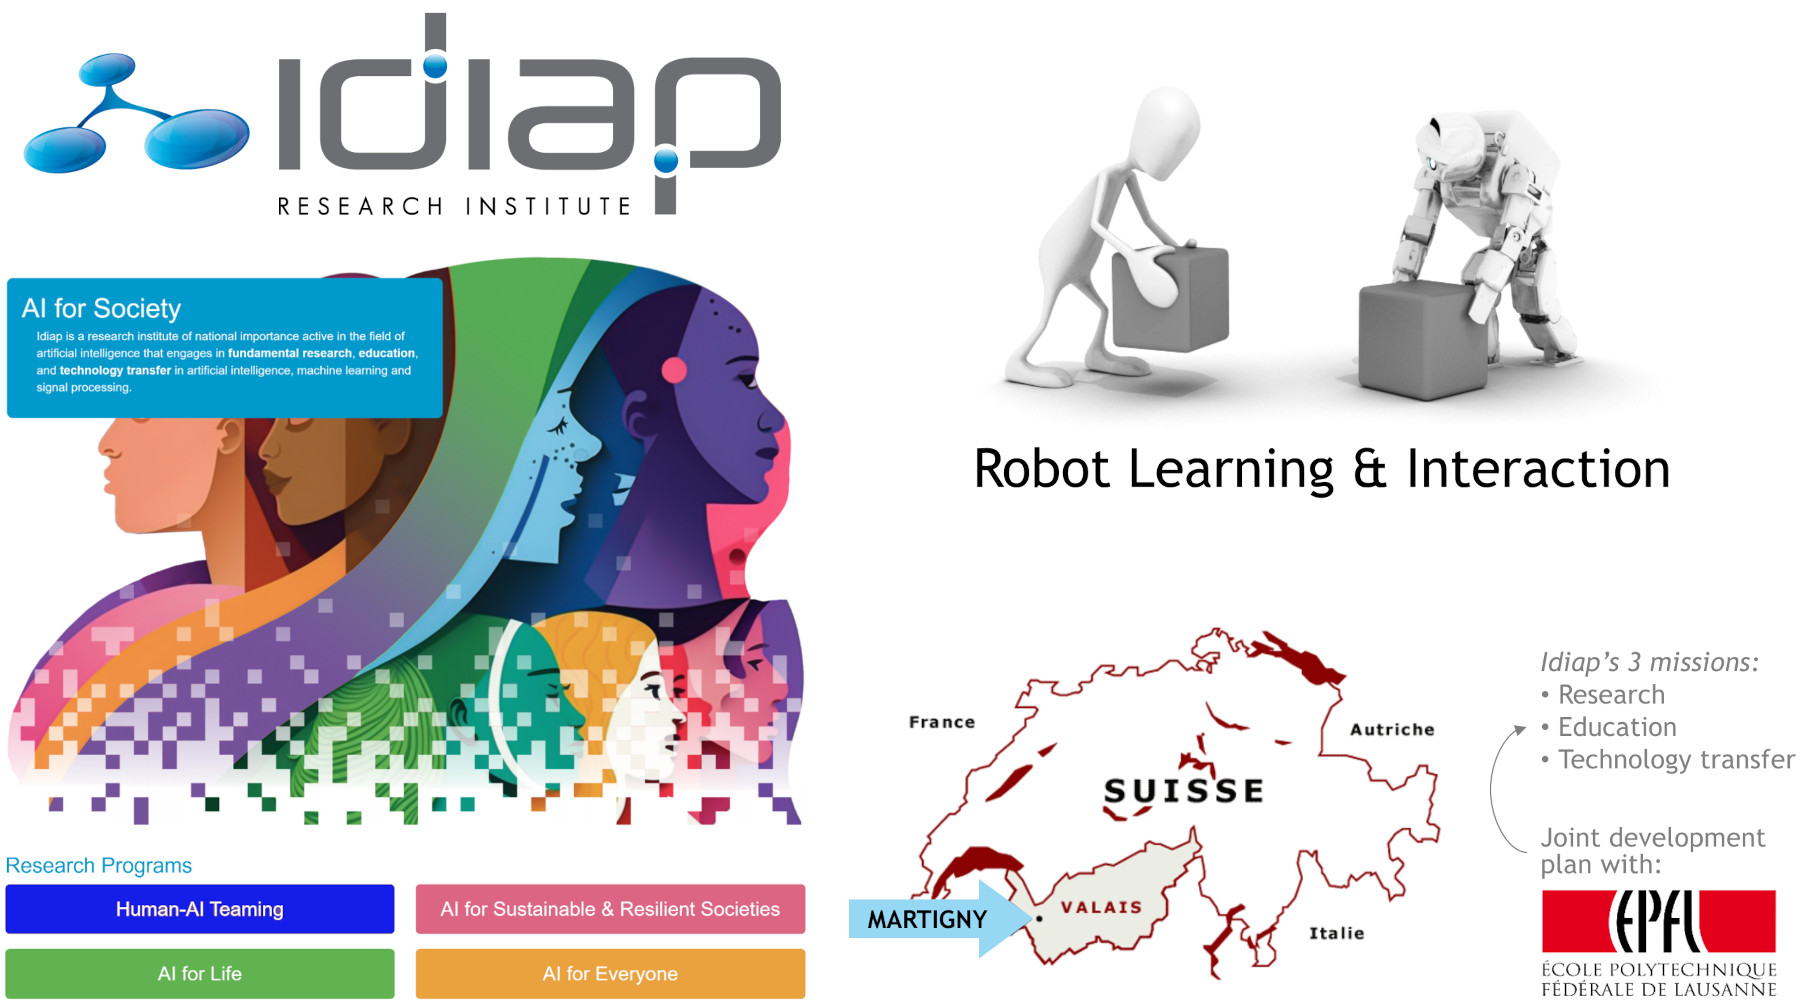 idiap
RESEARCH INSTITUTE
AI for Society
Idiap is a research institute of national importance active in the field of
artificial intelligence that engages in fundamental research, education,
and technology transfer in artificial intelligence, machine learning and
signal processing.
Research Programs
Human-AI Teaming
AI for Sustainable & Resilient Societies
AI for Life
AI for Everyone
Robot Learning & Interaction
France
Autriche
SUISSE
MARTIGNY
VALAIS
Italie
Idiap's 3 missions:
• Research
• Education
• Technology transfer
Joint development
plan with:
EPFL
ÉCOLE POLYTECHNIQUE
FÉDÉRALE DE LAUSANNE